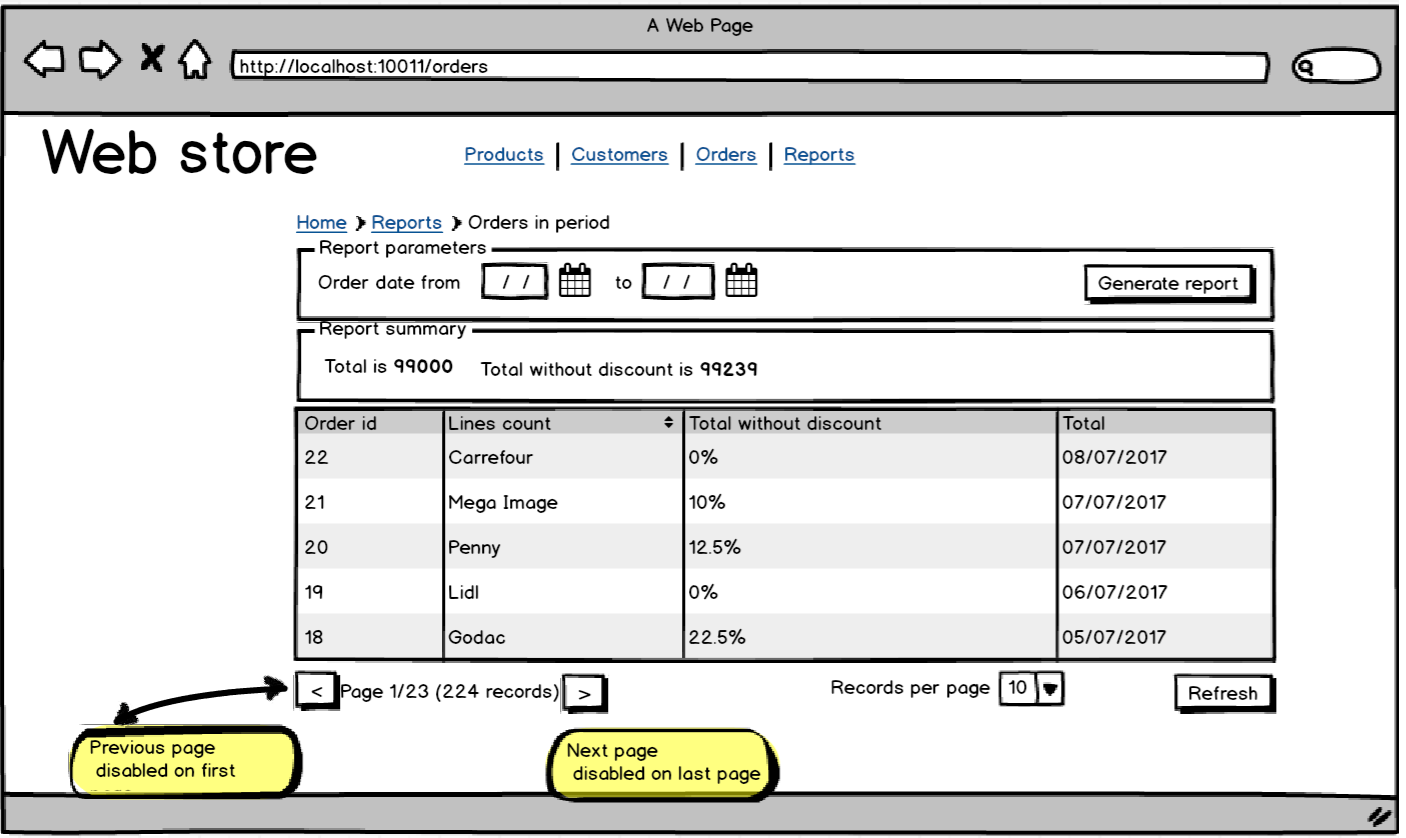 A Web Page
http://localhost:10011/orders
Web store
Products | Customers | Orders | Reports
Home Reports Orders in period
Report parameters
Order date from / / to / / Generate report
Report summary
Total is 99000 Total without discount is 99239
Order id Lines count Total without discount Total
22 Carrefour 0% 08/07/2017
21 Mega Image 10% 07/07/2017
20 Penny 12.5% 07/07/2017
19 Lidl 0% 06/07/2017
18 Godac 22.5% 05/07/2017
< Page 1/23 (224 records) > Records per page 10 Refresh
Previous page
disabled on first
Next page
disabled on last page